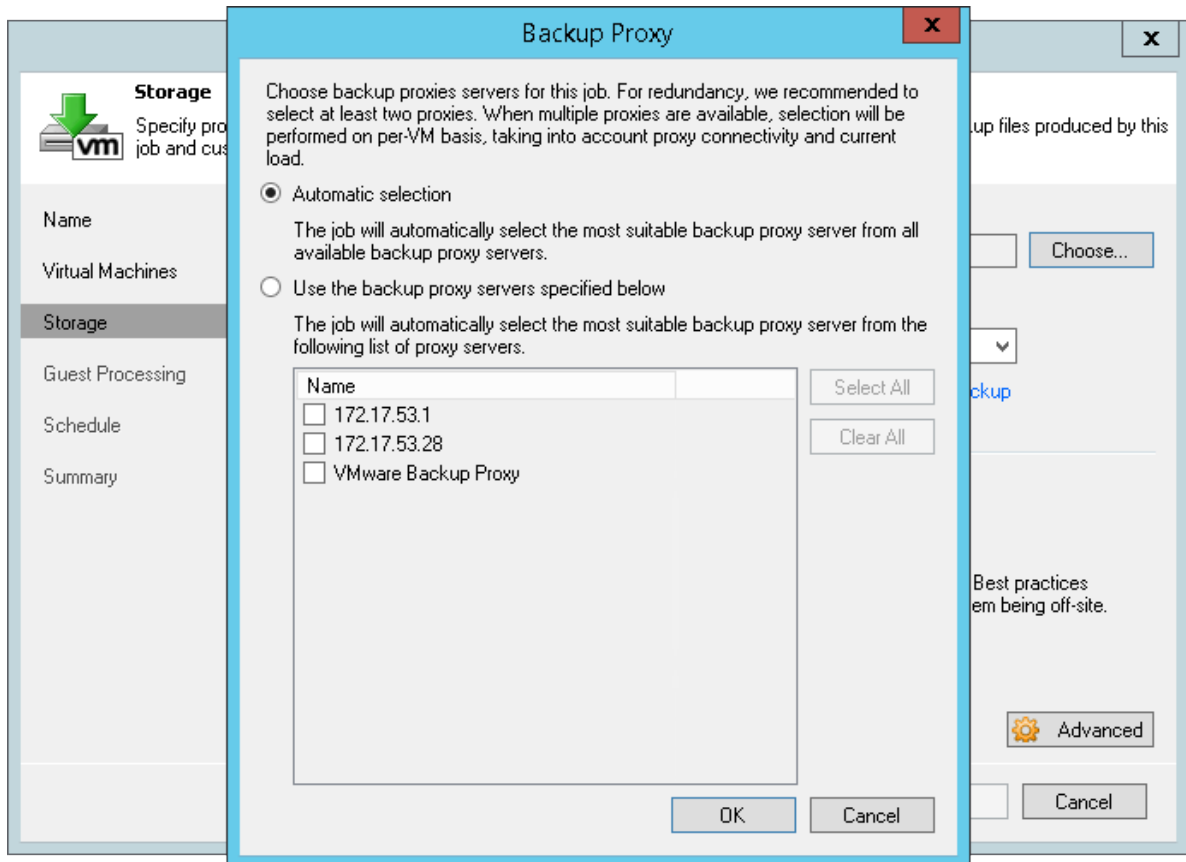 Backup Proxy
x
x
Storage
Specify pro
job and cus
up files produced by this
vm
Choose backup proxies servers for this job. For redundancy, we recommended to
select at least two proxies. When multiple proxies are available, selection will be
performed on per-VM basis, taking into account proxy connectivity and current
load.
Automatic selection
The job will automatically select the most suitable backup proxy server from all
available backup proxy servers.
Use the backup proxy servers specified below
The job will automatically select the most suitable backup proxy server from the
following list of proxy servers.
Name
172.17.53.1
172.17.53.28
VMware Backup Proxy
Select All
Clear All
OK
Cancel
Name
Virtual Machines
Storage
Guest Processing
Schedule
Summary
Choose...
ckup
Best practices
em being off-site.
Advanced
Cancel